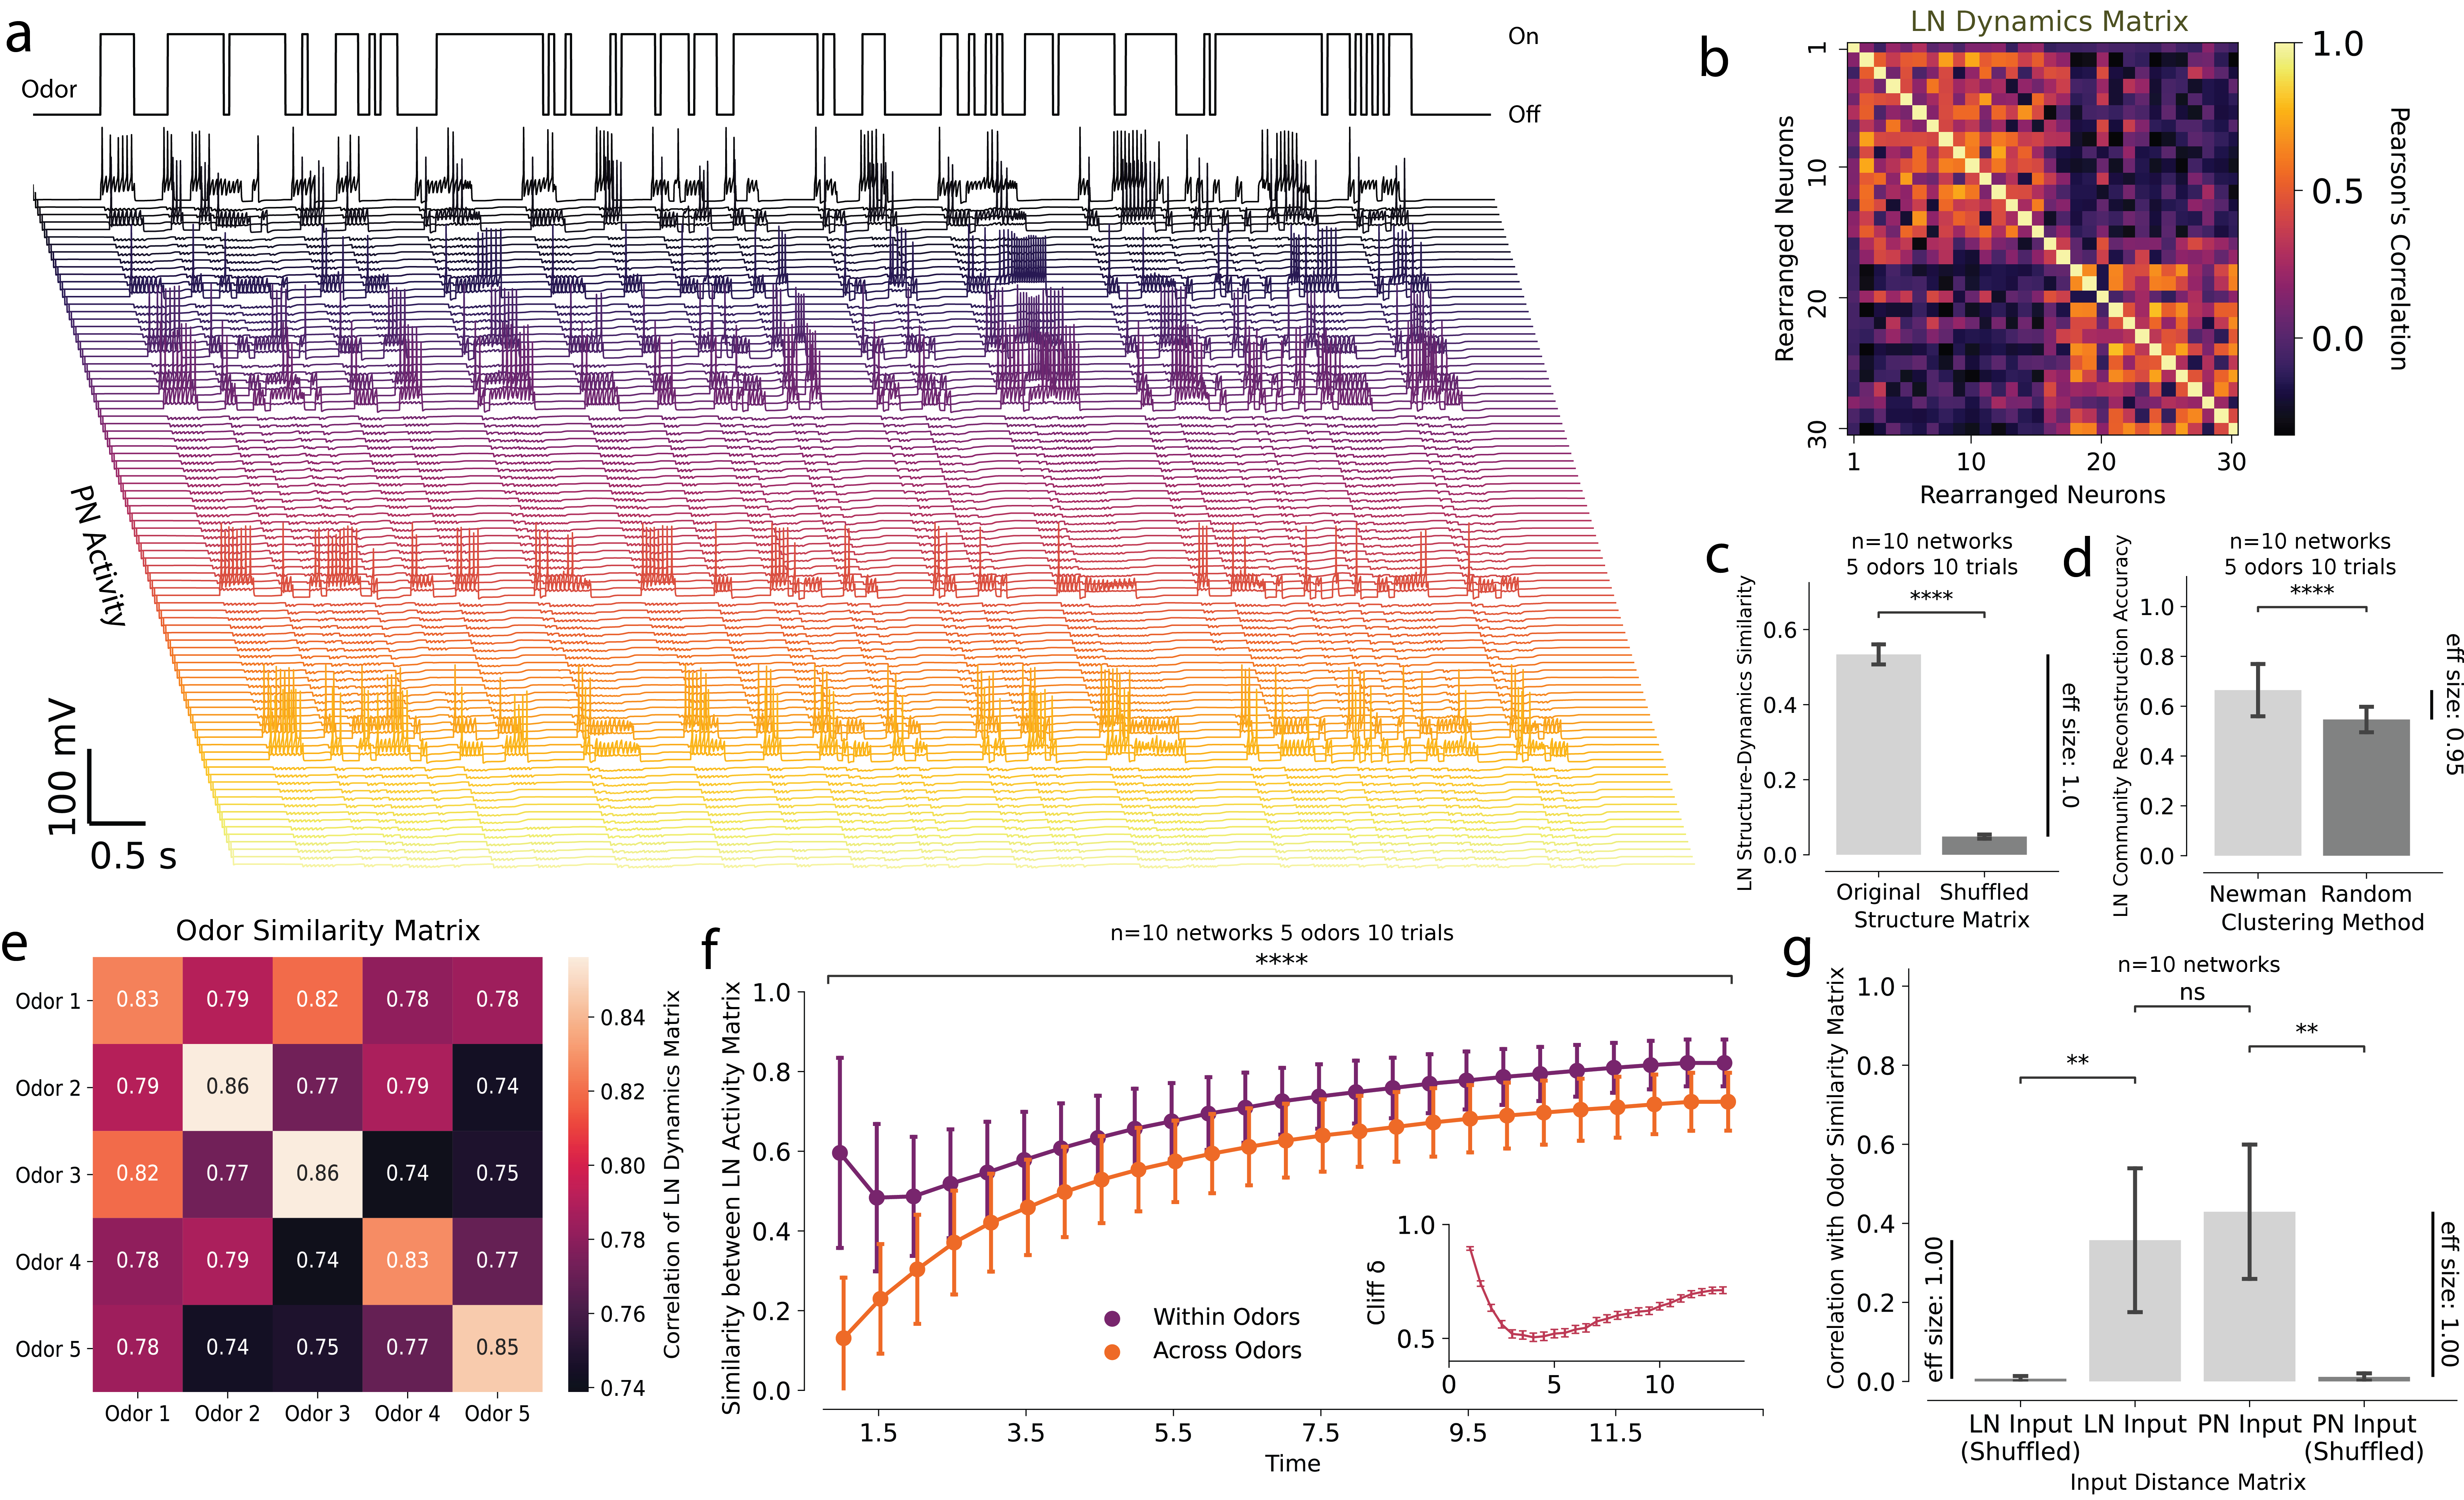 a
Odor
On
Off
PN Activity
100 mV
0.5 s
b
LN Dynamics Matrix
Rearranged Neurons
1
10
20
30
1
10
20
30
Rearranged Neurons
1.0
0.5
0.0
Pearson's Correlation
c
n=10 networks
5 odors 10 trials
****
LN Structure-Dynamics Similarity
0.6
0.4
0.2
0.0
eff size: 1.0
Original
Shuffled
Structure Matrix
d
n=10 networks
5 odors 10 trials
****
LN Community Reconstruction Accuracy
1.0
0.8
0.6
0.4
0.2
0.0
eff size: 0.95
Newman
Random
Clustering Method
e
Odor Similarity Matrix
Odor 1 0.83 0.79 0.82 0.78 0.78
Odor 2 0.79 0.86 0.77 0.79 0.74
Odor 3 0.82 0.77 0.86 0.74 0.75
Odor 4 0.78 0.79 0.74 0.83 0.77
Odor 5 0.78 0.74 0.75 0.77 0.85
Odor 1 Odor 2 Odor 3 Odor 4 Odor 5
0.84
0.82
0.80
0.78
0.76
0.74
Correlation of LN Dynamics Matrix
f
n=10 networks 5 odors 10 trials
****
Similarity between LN Activity Matrix
1.0
0.8
0.6
0.4
0.2
0.0
Within Odors
Across Odors
Cliff δ
1.0
0.5
0 5 10
1.5 3.5 5.5 7.5 9.5 11.5
Time
g
n=10 networks
ns
**
**
Correlation with Odor Similarity Matrix
1.0
0.8
0.6
0.4
0.2
0.0
eff size: 1.00
eff size: 1.00
LN Input
(Shuffled)
LN Input
PN Input
PN Input
(Shuffled)
Input Distance Matrix